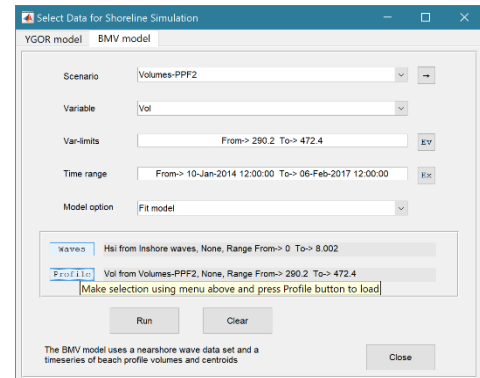 Select Data for Shoreline Simulation
YGOR model BMV model
Scenario Volumes-PPF2 →
Variable Vol
Var-limits From-> 290.2 To-> 472.4 Ev
Time range From-> 10-Jan-2014 12:00:00 To-> 06-Feb-2017 12:00:00 Ex
Model option Fit model
Waves Hsi from Inshore waves, None, Range From-> 0 To-> 8.002
Profile Vol from Volumes-PPF2, None, Range From-> 290.2 To-> 472.4
Make selection using menu above and press Profile button to load
Run Clear
The BMV model uses a nearshore wave data set and a
timeseries of beach profile volumes and centroids
Close